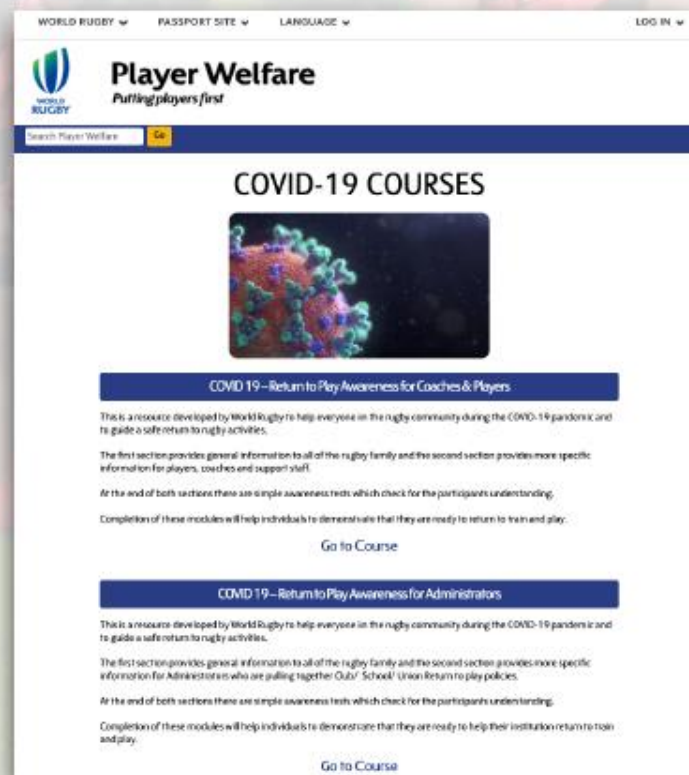 WORLD RUGBY
PASSPORT SITE
LANGUAGE
LOG IN
WORLD
RUGBY
Player Welfare
Putting players first
Search Player Welfare
Go
COVID-19 COURSES
COVID 19 – Return to Play Awareness for Coaches & Players
This is a resource developed by World Rugby to help everyone in the rugby community during the COVID-19 pandemic and
to guide a safe return to rugby activities.
The first section provides general information to all of the rugby family and the second section provides more specific
information for players, coaches and support staff.
At the end of both sections there are simple awareness tests which check for the participants understanding.
Completion of these modules will help individuals to demonstrate that they are ready to return to train and play.
Go to Course
COVID 19 – Return to Play Awareness for Administrators
This is a resource developed by World Rugby to help everyone in the rugby community during the COVID-19 pandemic and
to guide a safe return to rugby activities.
The first section provides general information to all of the rugby family and the second section provides more specific
information for Administrators who are pulling together Club/ School/ Union Return to play policies.
At the end of both sections there are simple awareness tests which check for the participants understanding.
Completion of these modules will help individuals to demonstrate that they are ready to help their institution return to train
and play.
Go to Course